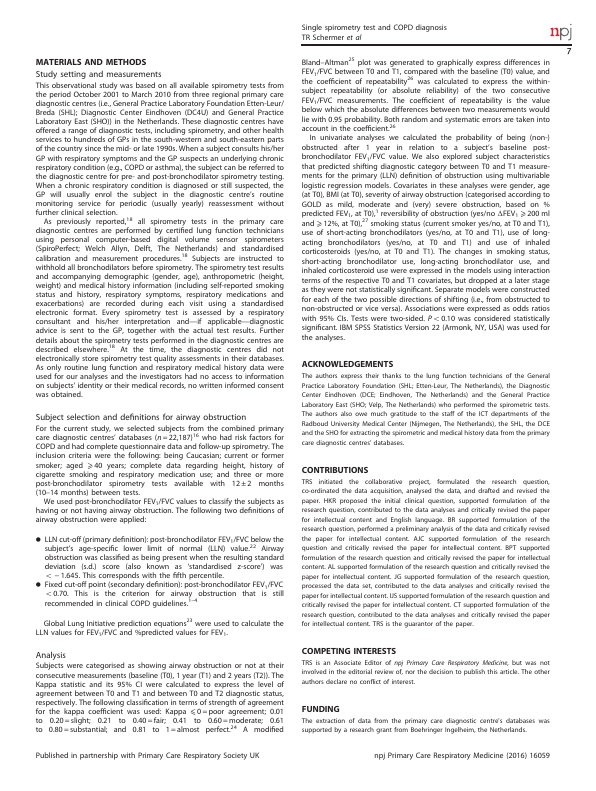 Single spirometry test and COPD diagnosis
TR Schermer et al
npj
7
MATERIALS AND METHODS
Study setting and measurements
This observational study was based on all available spirometry tests from
the period October 2001 to March 2010 from three regional primary care
diagnostic centres (i.e., General Practice Laboratory Foundation Etten-Leur/
Breda (SHL); Diagnostic Center Eindhoven (DC4U) and General Practice
Laboratory East (SHO)) in the Netherlands. These diagnostic centres have
offered a range of diagnostic tests, including spirometry, and other health
services to hundreds of GPs in the south-western and south-eastern parts
of the country since the mid- or late 1990s. When a subject consults his/her
GP with respiratory symptoms and the GP suspects an underlying chronic
respiratory condition (e.g., COPD or asthma), the subject can be referred to
the diagnostic centre for pre- and post-bronchodilator spirometry testing.
When a chronic respiratory condition is diagnosed or still suspected, the
GP will usually enrol the subject in the diagnostic centre's routine
monitoring service for periodic (usually yearly) reassessment without
further clinical selection.
As previously reported,18 all spirometry tests in the primary care
diagnostic centres are performed by certified lung function technicians
using personal computer-based digital volume sensor spirometers
(SpiroPerfect; Welch Allyn, Delft, The Netherlands) and standardised
calibration and measurement procedures.18 Subjects are instructed to
withhold all bronchodilators before spirometry. The spirometry test results
and accompanying demographic (gender, age), anthropometric (height,
weight) and medical history information (including self-reported smoking
status and history, respiratory symptoms, respiratory medications and
exacerbations) are recorded during each visit using a standardised
electronic format. Every spirometry test is assessed by a respiratory
consultant and his/her interpretation and—if applicable—diagnostic
advice is sent to the GP, together with the actual test results. Further
details about the spirometry tests performed in the diagnostic centres are
described elsewhere.18 At the time, the diagnostic centres did not
electronically store spirometry test quality assessments in their databases.
As only routine lung function and respiratory medical history data were
used for our analyses and the investigators had no access to information
on subjects' identity or their medical records, no written informed consent
was obtained.
Subject selection and definitions for airway obstruction
For the current study, we selected subjects from the combined primary
care diagnostic centres' databases (n = 22,187)16 who had risk factors for
COPD and had complete questionnaire data and follow-up spirometry. The
inclusion criteria were the following: being Caucasian; current or former
smoker; aged ⩾ 40 years; complete data regarding height, history of
cigarette smoking and respiratory medication use; and three or more
post-bronchodilator spirometry tests available with 12 ± 2 months
(10–14 months) between tests.
We used post-bronchodilator FEV1/FVC values to classify the subjects as
having or not having airway obstruction. The following two definitions of
airway obstruction were applied:
● LLN cut-off (primary definition): post-bronchodilator FEV1/FVC below the
subject's age-specific lower limit of normal (LLN) value.22 Airway
obstruction was classified as being present when the resulting standard
deviation (s.d.) score (also known as 'standardised z-score') was
< − 1.645. This corresponds with the fifth percentile.
● Fixed cut-off point (secondary definition): post-bronchodilator FEV1/FVC
< 0.70. This is the criterion for airway obstruction that is still
recommended in clinical COPD guidelines.1–4
Global Lung Initiative prediction equations23 were used to calculate the
LLN values for FEV1/FVC and %predicted values for FEV1.
Analysis
Subjects were categorised as showing airway obstruction or not at their
consecutive measurements (baseline (T0), 1 year (T1) and 2 years (T2)). The
Kappa statistic and its 95% CI were calculated to express the level of
agreement between T0 and T1 and between T0 and T2 diagnostic status,
respectively. The following classification in terms of strength of agreement
for the kappa coefficient was used: Kappa ⩽ 0 = poor agreement; 0.01
to 0.20 = slight; 0.21 to 0.40 = fair; 0.41 to 0.60 = moderate; 0.61
to 0.80 = substantial; and 0.81 to 1 = almost perfect.24 A modified
Bland–Altman25 plot was generated to graphically express differences in
FEV1/FVC between T0 and T1, compared with the baseline (T0) value, and
the coefficient of repeatability26 was calculated to express the within-
subject repeatability (or absolute reliability) of the two consecutive
FEV1/FVC measurements. The coefficient of repeatability is the value
below which the absolute differences between two measurements would
lie with 0.95 probability. Both random and systematic errors are taken into
account in the coefficient.26
In univariate analyses we calculated the probability of being (non-)
obstructed after 1 year in relation to a subject's baseline post-
bronchodilator FEV1/FVC value. We also explored subject characteristics
that predicted shifting diagnostic category between T0 and T1 measure-
ments for the primary (LLN) definition of obstruction using multivariable
logistic regression models. Covariates in these analyses were gender, age
(at T0), BMI (at T0), severity of airway obstruction (categorised according to
GOLD as mild, moderate and (very) severe obstruction, based on %
predicted FEV1, at T0),1 reversibility of obstruction (yes/no ΔFEV1 ⩾ 200 ml
and ⩾ 12%, at T0),27 smoking status (current smoker yes/no, at T0 and T1),
use of short-acting bronchodilators (yes/no, at T0 and T1), use of long-
acting bronchodilators (yes/no, at T0 and T1) and use of inhaled
corticosteroids (yes/no, at T0 and T1). The changes in smoking status,
short-acting bronchodilator use, long-acting bronchodilator use, and
inhaled corticosteroid use were expressed in the models using interaction
terms of the respective T0 and T1 covariates, but dropped at a later stage
as they were not statistically significant. Separate models were constructed
for each of the two possible directions of shifting (i.e., from obstructed to
non-obstructed or vice versa). Associations were expressed as odds ratios
with 95% CIs. Tests were two-sided. P < 0.10 was considered statistically
significant. IBM SPSS Statistics Version 22 (Armonk, NY, USA) was used for
the analyses.
ACKNOWLEDGEMENTS
The authors express their thanks to the lung function technicians of the General
Practice Laboratory Foundation (SHL; Etten-Leur, The Netherlands), the Diagnostic
Center Eindhoven (DCE; Eindhoven, The Netherlands) and the General Practice
Laboratory East (SHO; Velp, The Netherlands) who performed the spirometric tests.
The authors also owe much gratitude to the staff of the ICT departments of the
Radboud University Medical Center (Nijmegen, The Netherlands), the SHL, the DCE
and the SHO for extracting the spirometry and medical history data from the primary
care diagnostic centres' databases.
CONTRIBUTIONS
TRS initiated the collaborative project, formulated the research question,
co-ordinated the data acquisition, analysed the data, and drafted and revised the
paper. HKR proposed the initial clinical question, supported formulation of the
research question, contributed to the data analyses and critically revised the paper
for intellectual content and English language. BR supported formulation of the
research question, performed a preliminary analysis of the data and critically revised
the paper for intellectual content. AJC supported formulation of the research
question and critically revised the paper for intellectual content. BPT supported
formulation of the research question and critically revised the paper for intellectual
content. AL supported formulation of the research question and critically revised the
paper for intellectual content. JG supported formulation of the research question,
processed the data set, contributed to the data analyses and critically revised the
paper for intellectual content. US supported formulation of the research question and
critically revised the paper for intellectual content. CT supported formulation of the
research question, contributed to the data analyses and critically revised the paper
for intellectual content. TRS is the guarantor of the paper.
COMPETING INTERESTS
TRS is an Associate Editor of npj Primary Care Respiratory Medicine, but was not
involved in the editorial review of, nor the decision to publish this article. The other
authors declare no conflict of interest.
FUNDING
The extraction of data from the primary care diagnostic centre's databases was
supported by a research grant from Boehringer Ingelheim, the Netherlands.
Published in partnership with Primary Care Respiratory Society UK
npj Primary Care Respiratory Medicine (2016) 16059